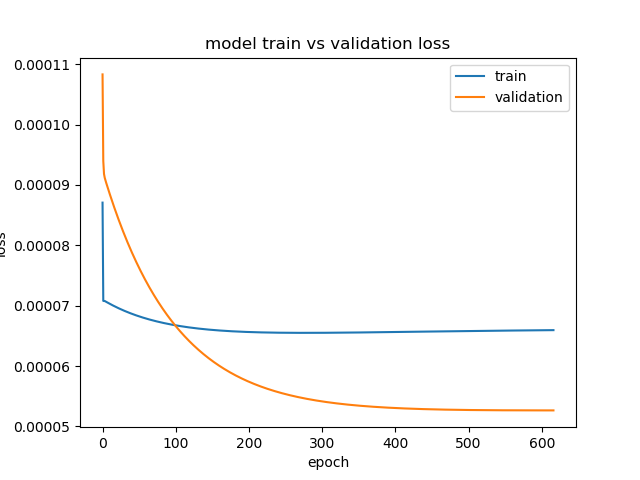 model train vs validation loss
0.00011
0.00010
0.00009
0.00008
0.00007
0.00006
0.00005
loss
train
validation
0 100 200 300 400 500 600
epoch